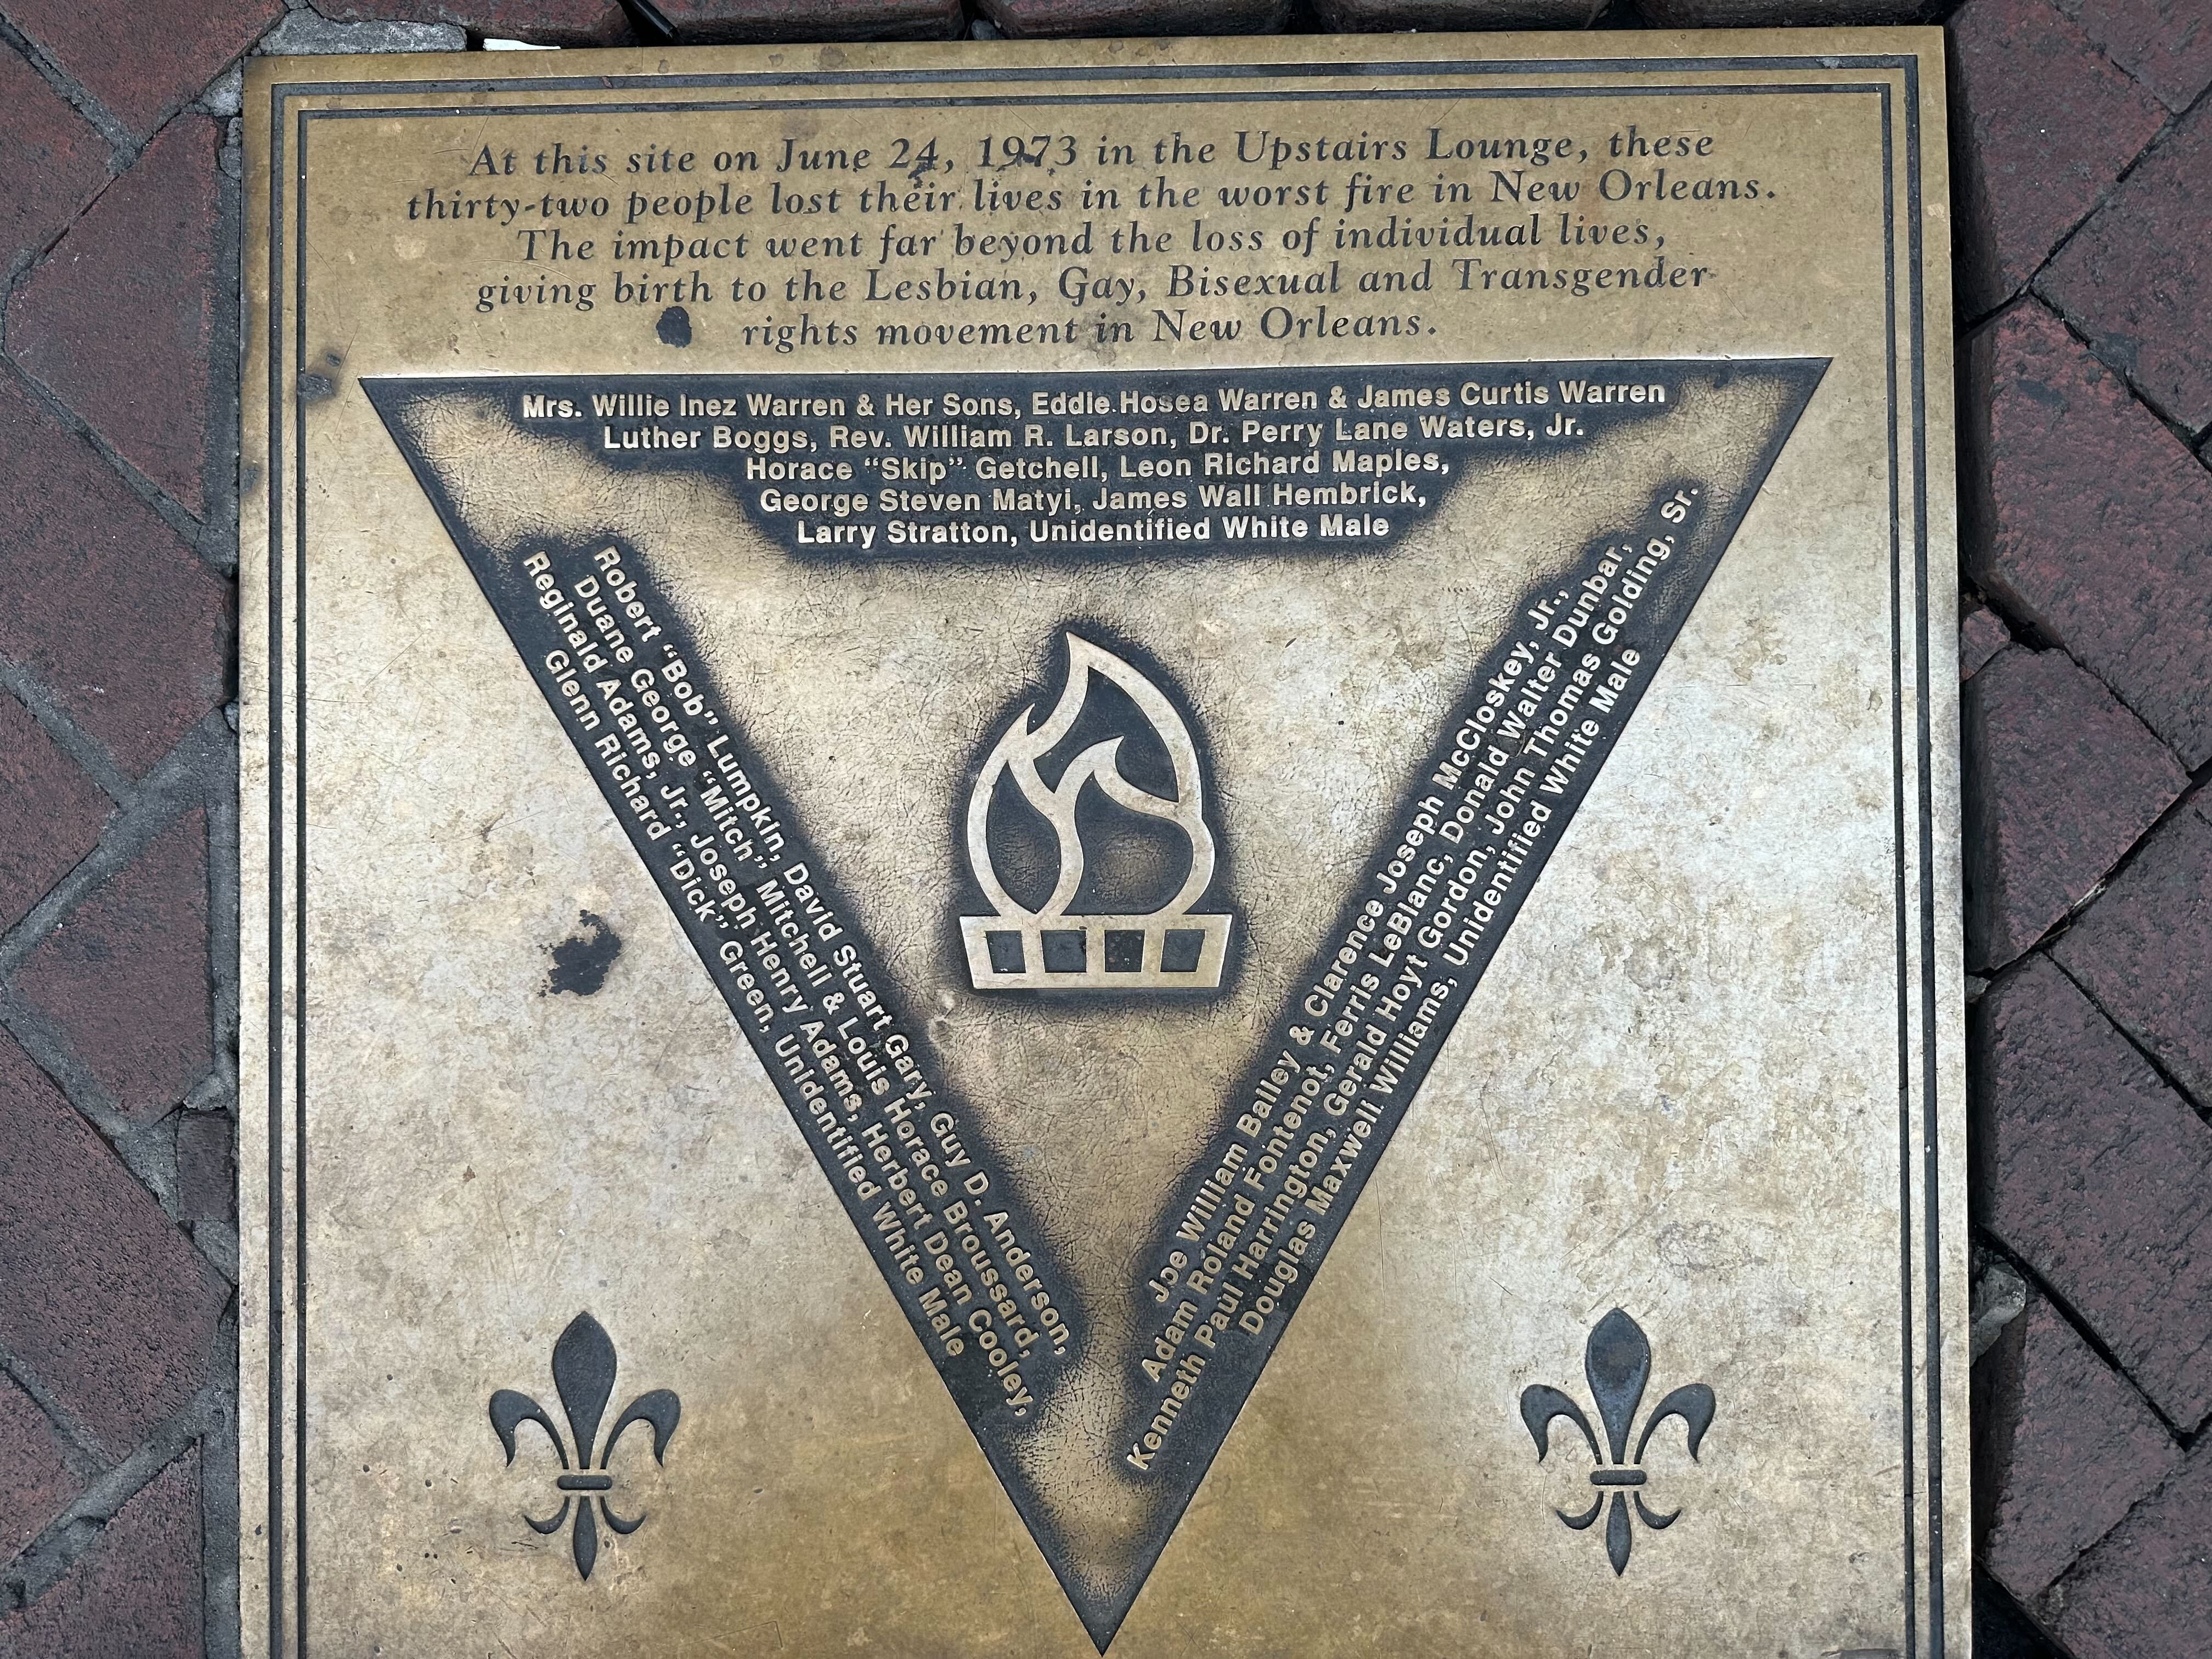 At this site on June 24, 1973 in the Upstairs Lounge, these
thirty-two people lost their lives in the worst fire in New Orleans.
The impact went far beyond the loss of individual lives,
giving birth to the Lesbian, Gay, Bisexual and Transgender
rights movement in New Orleans.
Mrs. Willie Inez Warren & Her Sons, Eddie Hosea Warren & James Curtis Warren
Luther Boggs, Rev. William R. Larson, Dr. Perry Lane Waters, Jr.
Horace “Skip” Getchell, Leon Richard Maples,
George Steven Matyi, James Wall Hembrick,
Larry Stratton, Unidentified White Male
Robert “Bob” Lumpkin, David Stuart Gary, Guy D. Anderson,
Duane George “Mitch” Mitchell & Louis Horace Broussard,
Reginald Adams, Jr., Joseph Henry Adams, Herbert Dean Cooley,
Glenn Richard “Dick” Green, Unidentified White Male
Joe William Bailey & Clarence Joseph McCloskey, Jr.,
Adam Roland Fontenot, Ferris LeBlanc, Donald Walter Dunbar,
Kenneth Paul Harrington, Gerald Hoyt Gordon, John Thomas Golding, Sr.
Douglas Maxwell Williams, Unidentified White Male